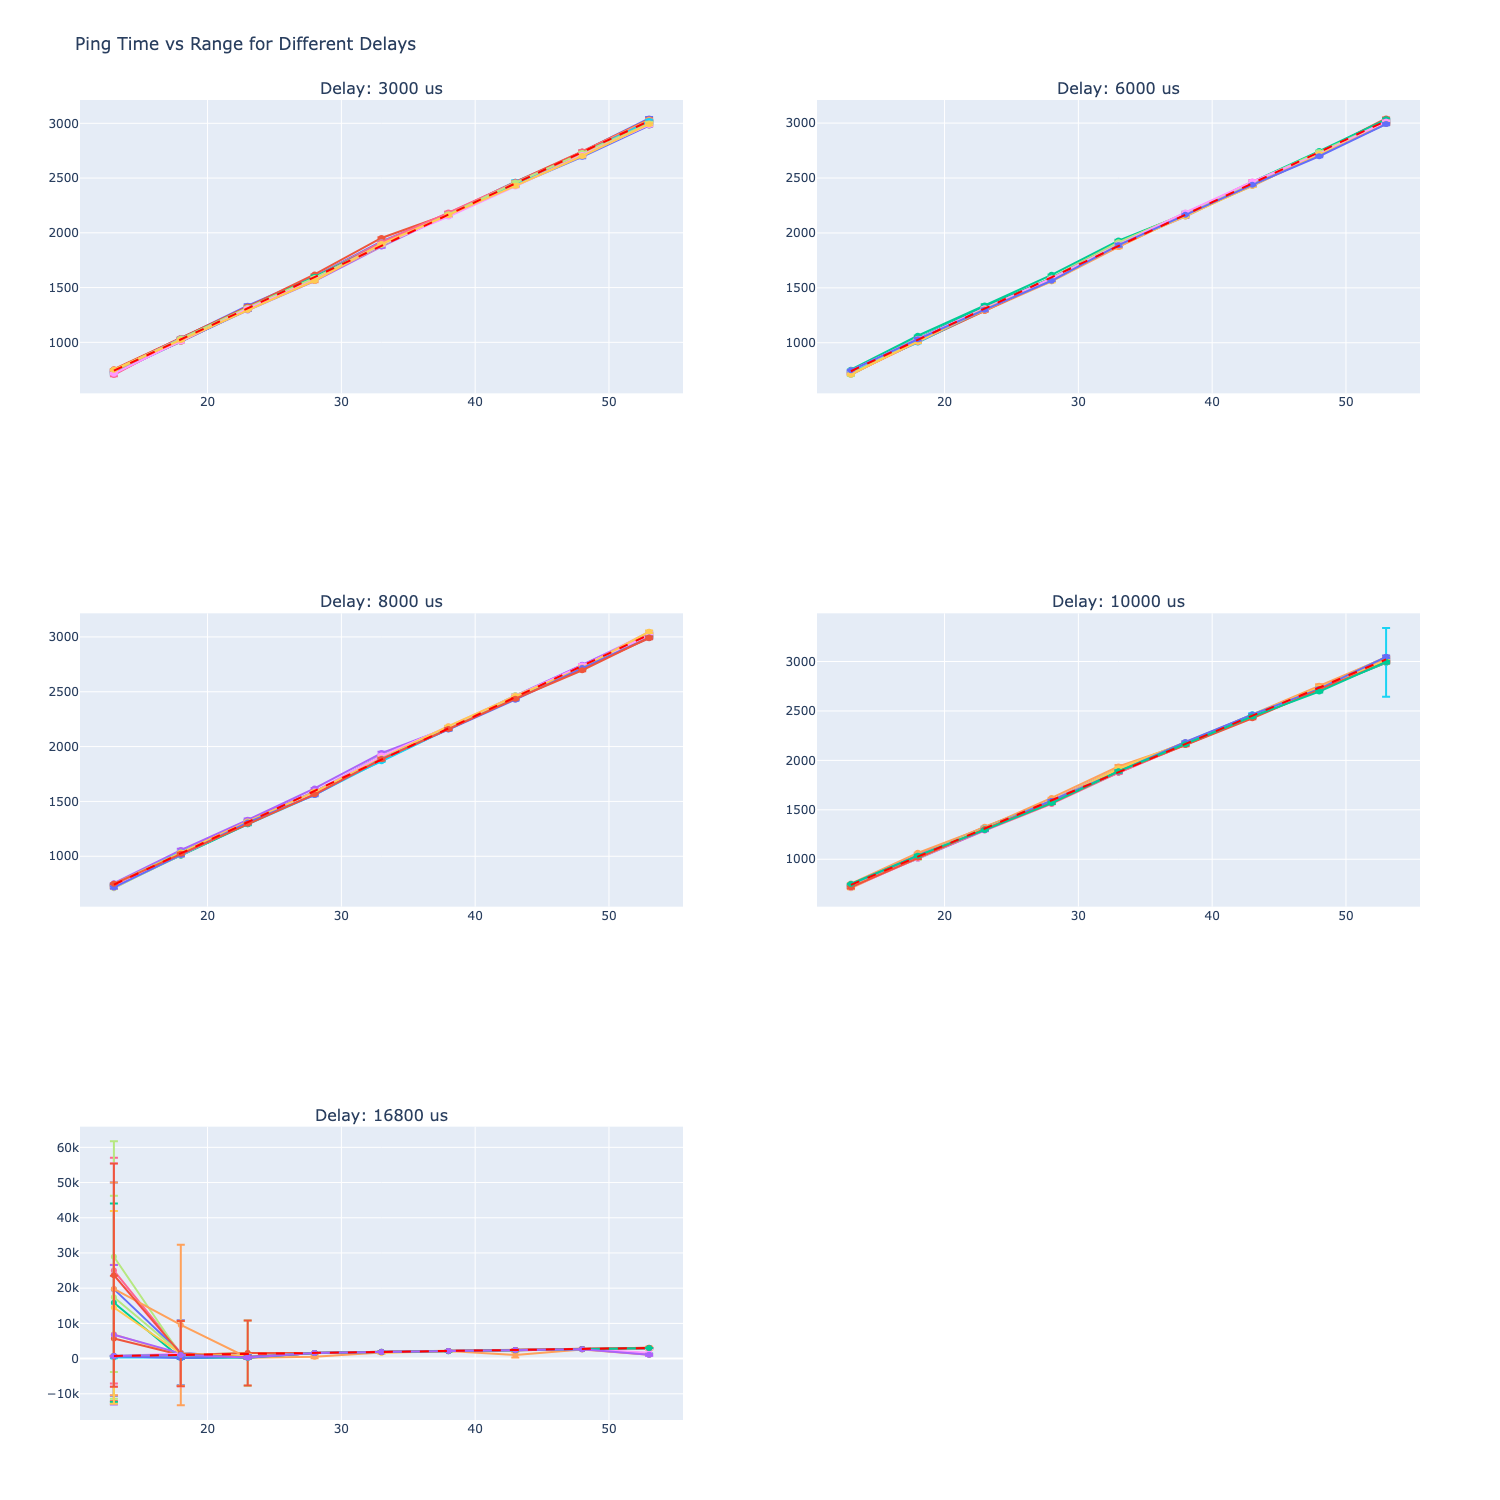 Ping Time vs Range for Different Delays
Delay: 3000 us
3000
2500
2000
1500
1000
20 30 40 50
Delay: 6000 us
3000
2500
2000
1500
1000
20 30 40 50
Delay: 8000 us
3000
2500
2000
1500
1000
20 30 40 50
Delay: 10000 us
3000
2500
2000
1500
1000
20 30 40 50
Delay: 16800 us
60k
50k
40k
30k
20k
10k
0
−10k
20 30 40 50